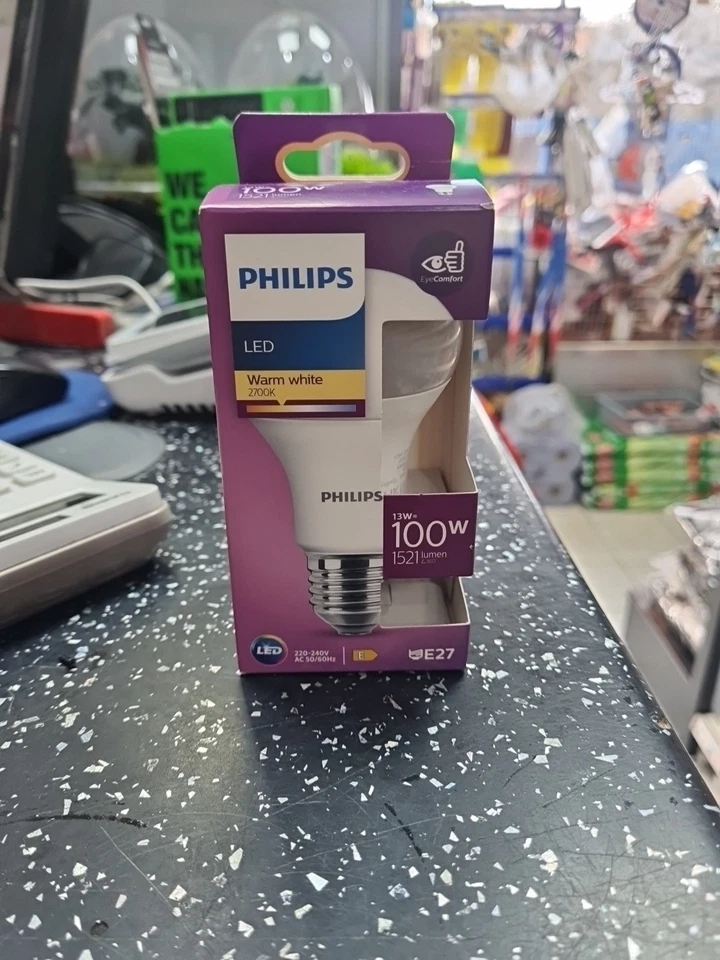 100W
1521 lumen
WE
PHILIPS
EyeComfort
LED
Warm white
2700K
PHILIPS
13W=
100W
1521 lumen
LED
220-240V
AC 50/60Hz
E
E27